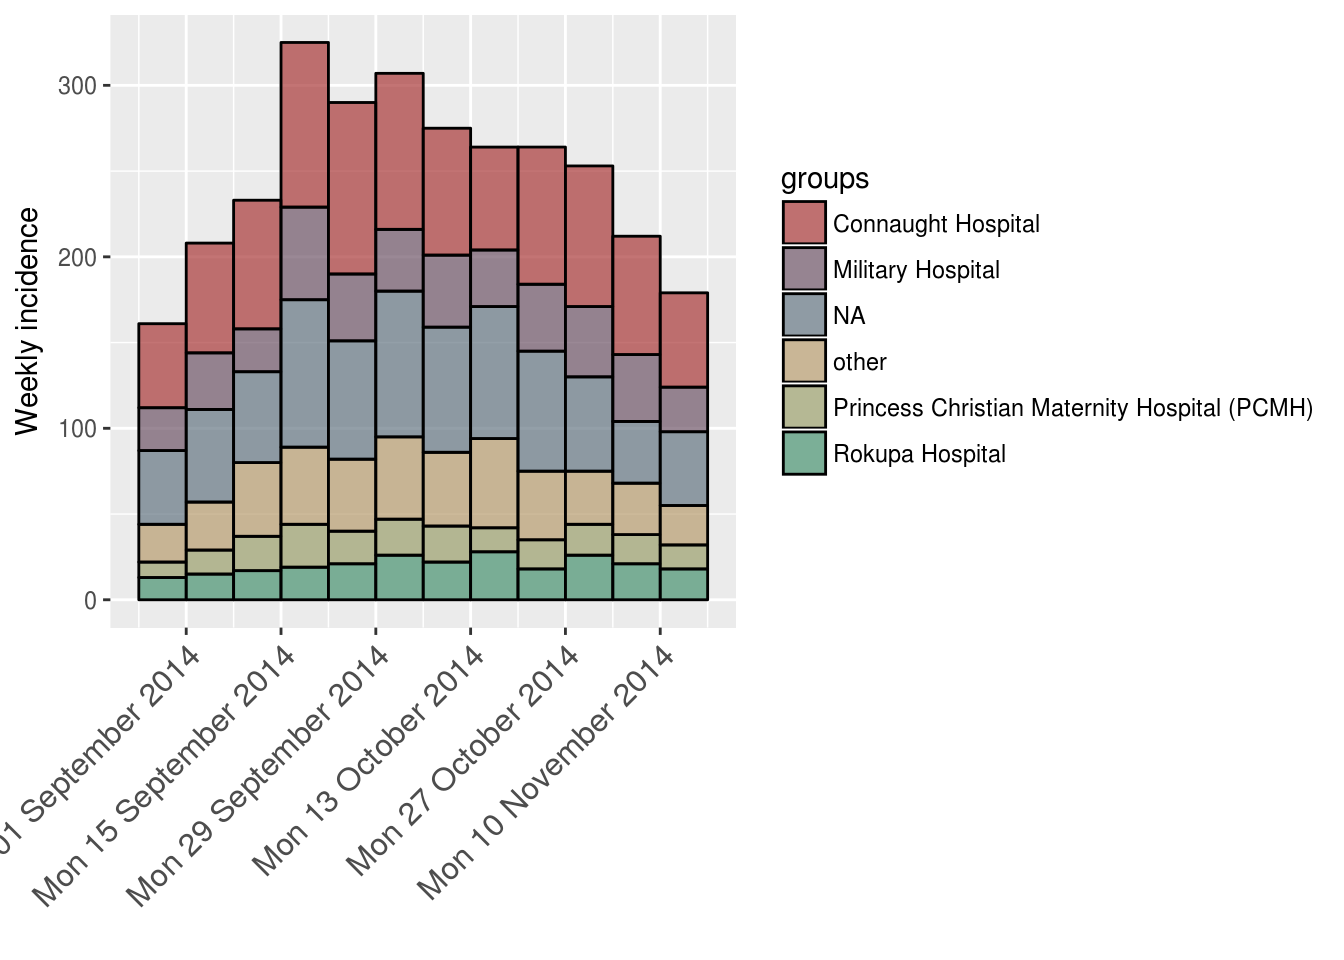 Weekly incidence
300
200
100
0
01 September 2014
Mon 15 September 2014
Mon 29 September 2014
Mon 13 October 2014
Mon 27 October 2014
Mon 10 November 2014
groups
Connaught Hospital
Military Hospital
NA
other
Princess Christian Maternity Hospital (PCMH)
Rokupa Hospital